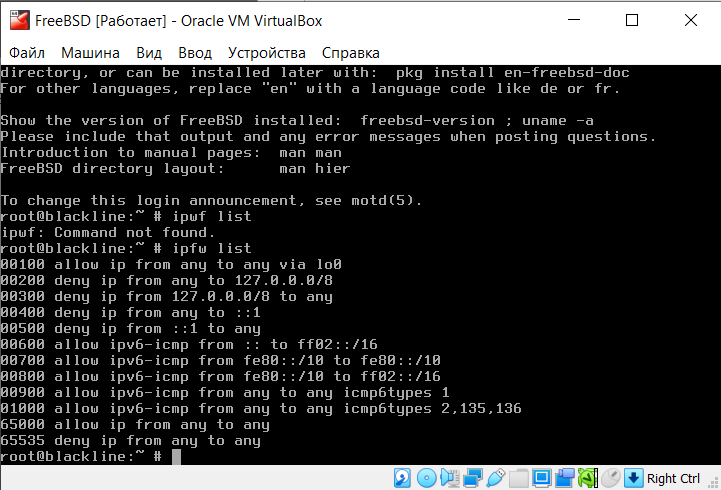 FreeBSD [Работает] - Oracle VM VirtualBox
Файл Машина Вид Ввод Устройства Справка
directory, or can be installed later with:  pkg install en-freebsd-doc
For other languages, replace "en" with a language code like de or fr.

Show the version of FreeBSD installed:  freebsd-version ; uname -a
Please include that output and any error messages when posting questions.
Introduction to manual pages:  man man
FreeBSD directory layout:      man hier

To change this login announcement, see motd(5).
root@blackline:~ # ipwf list
ipwf: Command not found.
root@blackline:~ # ipfw list
00100 allow ip from any to any via lo0
00200 deny ip from any to 127.0.0.0/8
00300 deny ip from 127.0.0.0/8 to any
00400 deny ip from any to ::1
00500 deny ip from ::1 to any
00600 allow ipv6-icmp from :: to ff02::/16
00700 allow ipv6-icmp from fe80::/10 to fe80::/10
00800 allow ipv6-icmp from fe80::/10 to ff02::/16
00900 allow ipv6-icmp from any to any icmp6types 1
01000 allow ipv6-icmp from any to any icmp6types 2,135,136
65000 allow ip from any to any
65535 deny ip from any to any
root@blackline:~ #
Right Ctrl